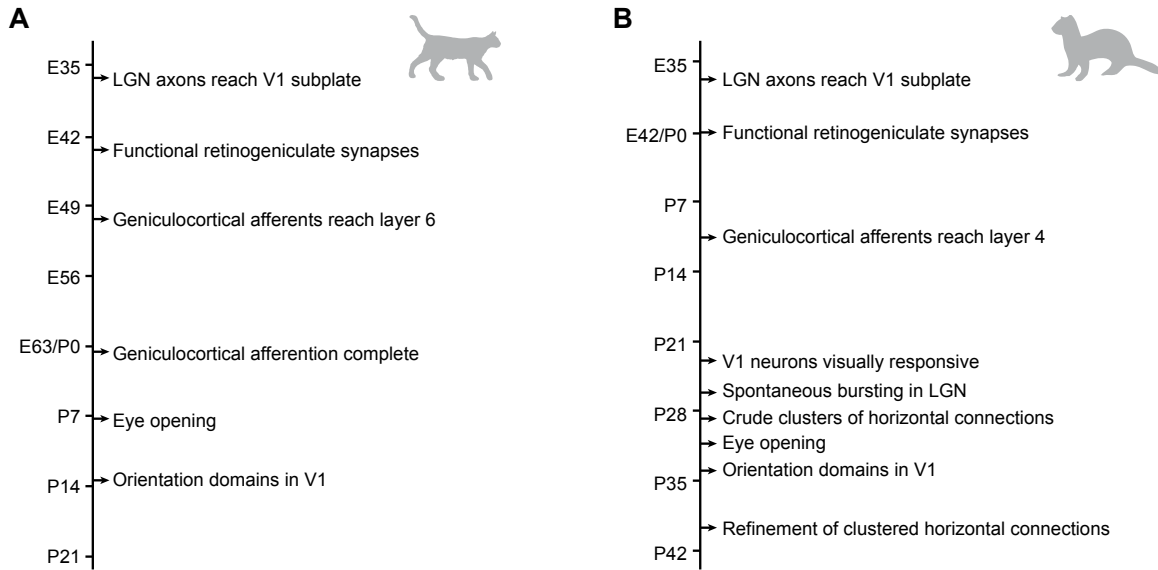 A
E35
LGN axons reach V1 subplate
E42
Functional retinogeniculate synapses
E49
Geniculocortical afferents reach layer 6
E56
E63/P0
Geniculocortical afferention complete
P7
Eye opening
Orientation domains in V1
P14
P21
B
E35
LGN axons reach V1 subplate
E42/P0
Functional retinogeniculate synapses
P7
Geniculocortical afferents reach layer 4
P14
P21
V1 neurons visually responsive
Spontaneous bursting in LGN
P28
Crude clusters of horizontal connections
Eye opening
Orientation domains in V1
P35
Refinement of clustered horizontal connections
P42